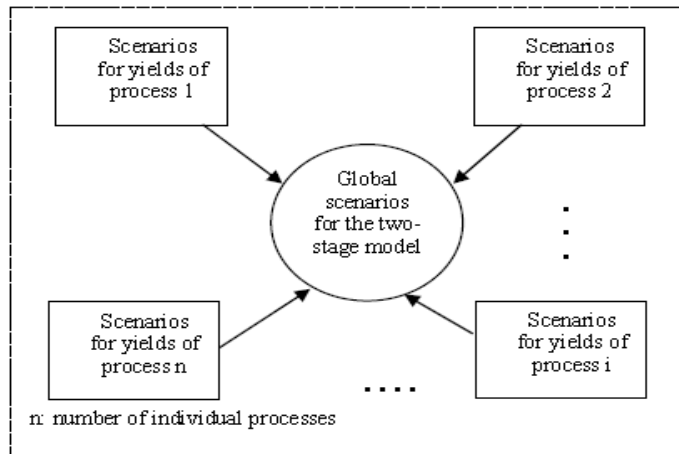 Scenarios
for yields of
process 1
Scenarios
for yields of
process 2
Global
scenarios
for the two-
stage model
Scenarios
for yields of
process n
Scenarios
for yields of
process i
n: number of individual processes